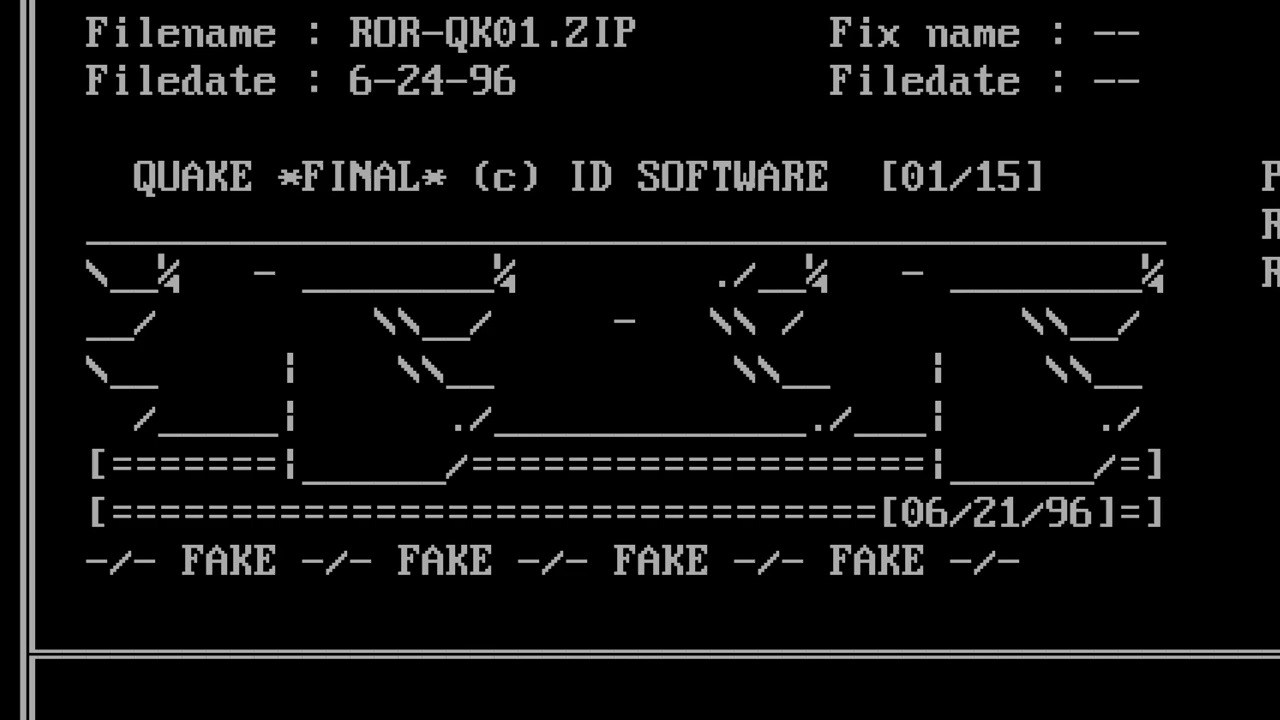 Filename : ROR-QK01.ZIP Fix name : --
Filedate : 6-24-96 Filedate : --
QUAKE *FINAL* (c) ID SOFTWARE [01/15]
[==============================[06/21/96]=]
-/- FAKE -/- FAKE -/- FAKE -/- FAKE -/-